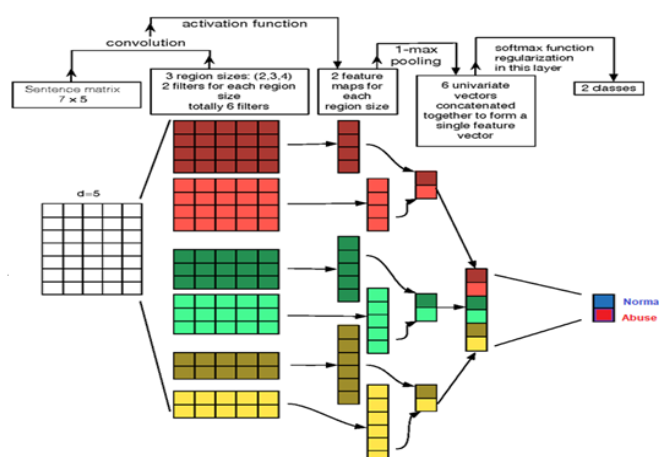 activation function
convolution
1-max
pooling
softmax function
regularization
in this layer
Sentence matrix
7 x 5
3 region sizes: (2,3,4)
2 filters for each region
size
totally 6 filters
2 feature
maps for
each
region size
6 univariate
vectors
concatenated
together to form a
single feature
vector
2 classes
d=5
Norma
Abuse